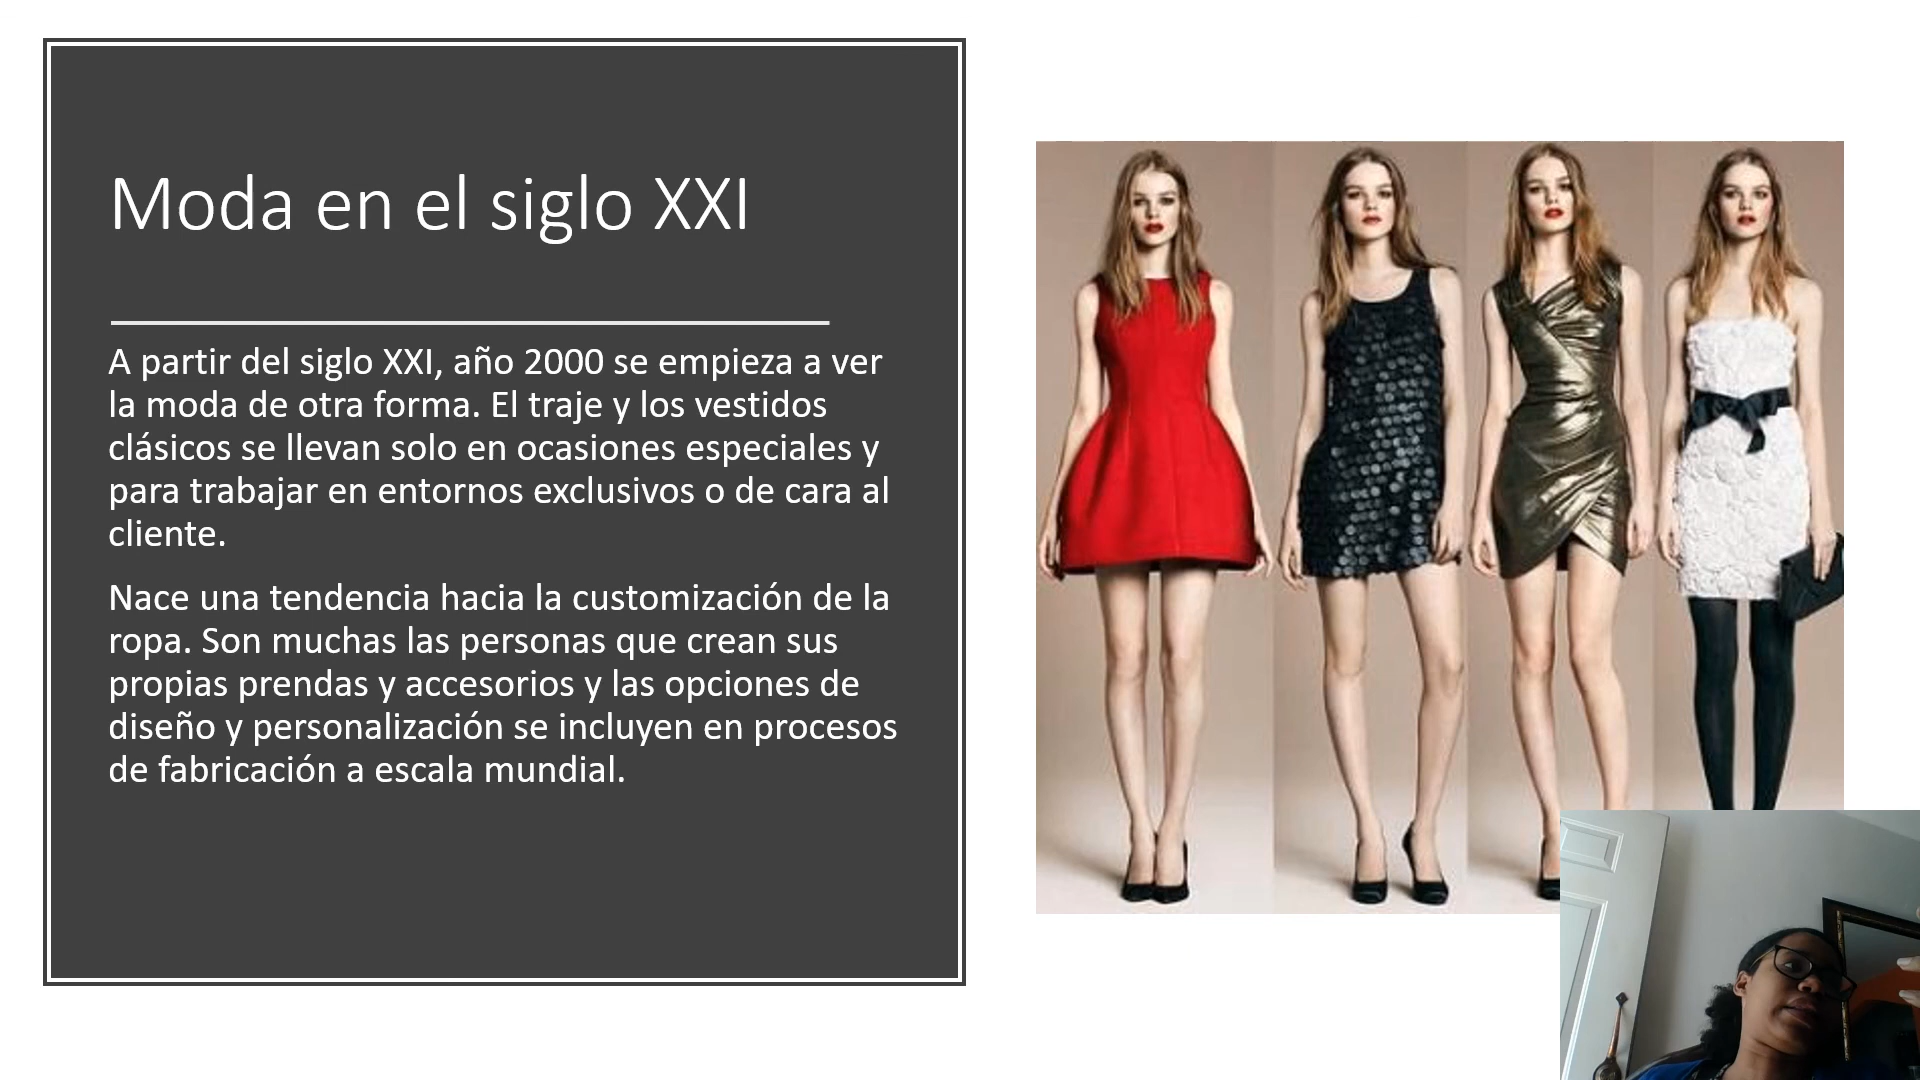 Moda en el siglo XXI
A partir del siglo XXI, año 2000 se empieza a ver
la moda de otra forma. El traje y los vestidos
clásicos se llevan solo en ocasiones especiales y
para trabajar en entornos exclusivos o de cara al
cliente.
Nace una tendencia hacia la customización de la
ropa. Son muchas las personas que crean sus
propias prendas y accesorios y las opciones de
diseño y personalización se incluyen en procesos
de fabricación a escala mundial.